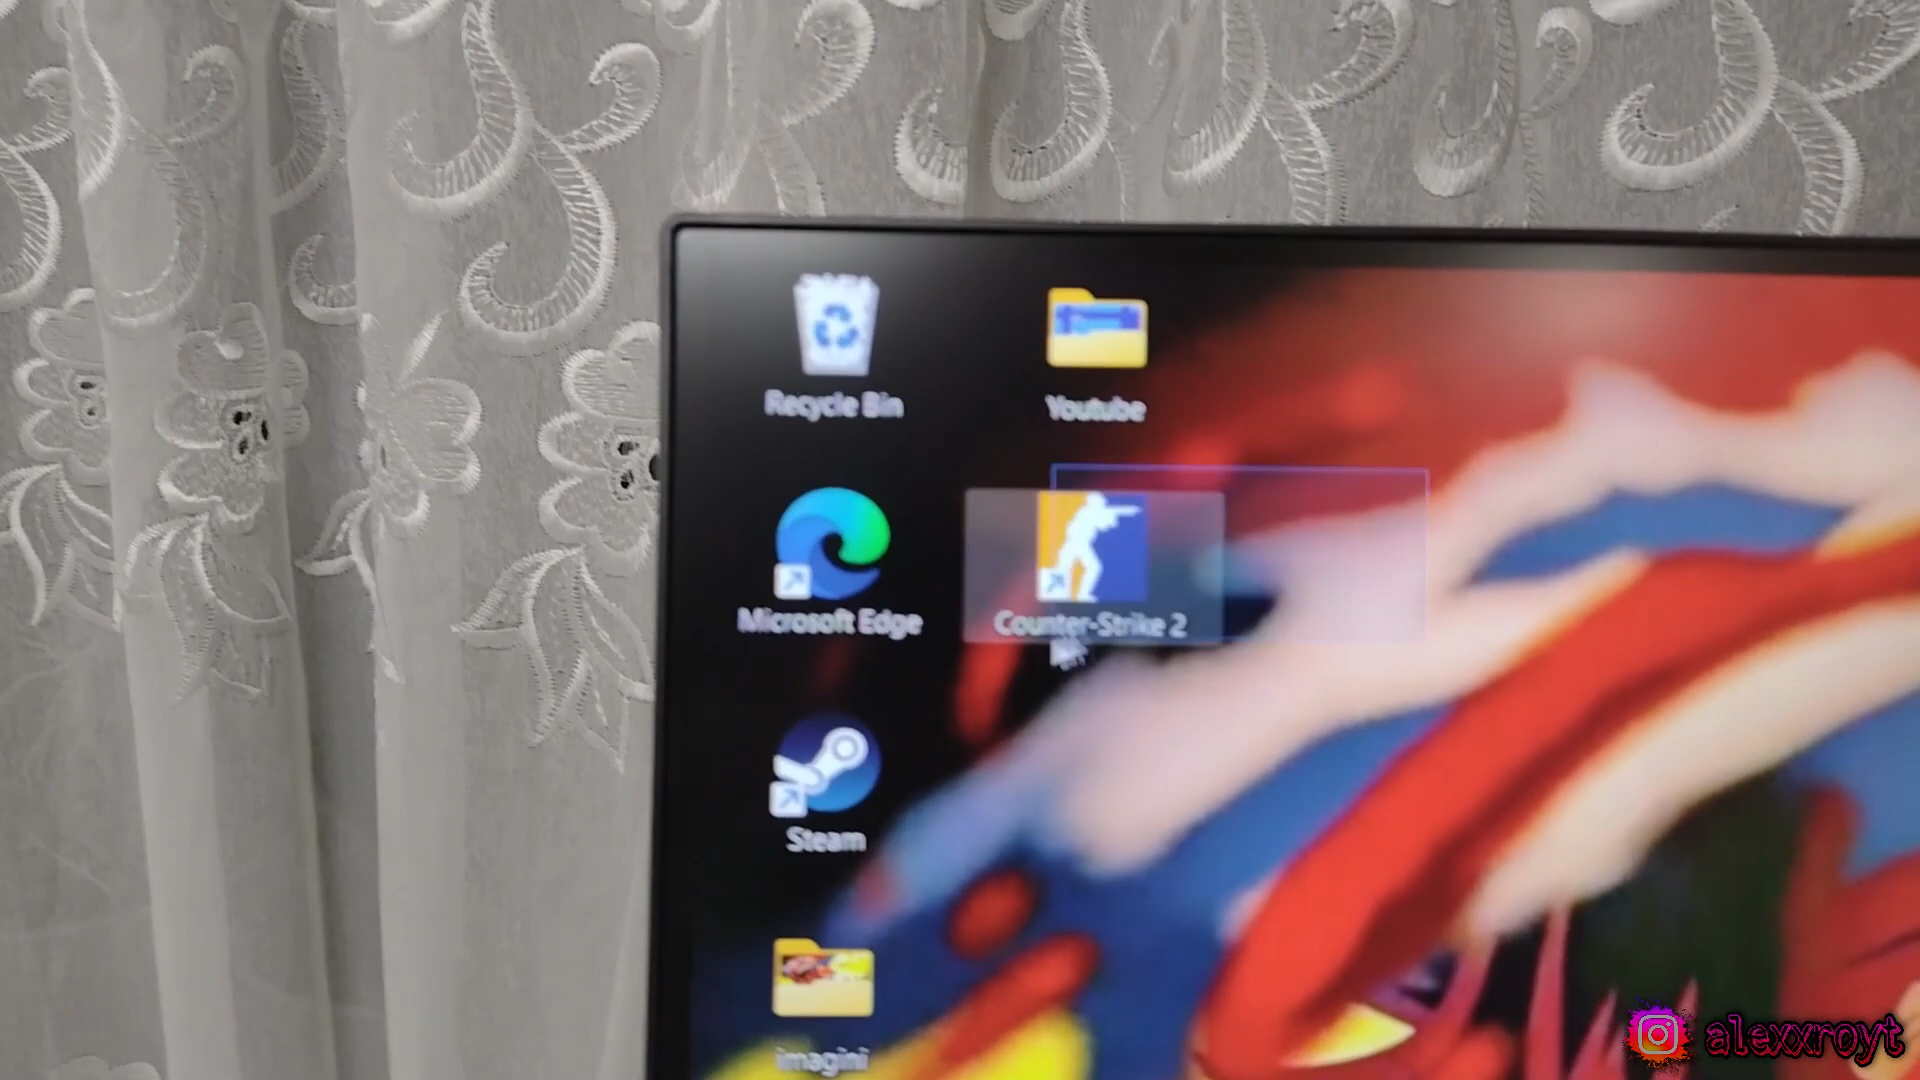 Recycle Bin
Youtube
Microsoft Edge
Counter-Strike 2
Steam
imagini
alexxroyt